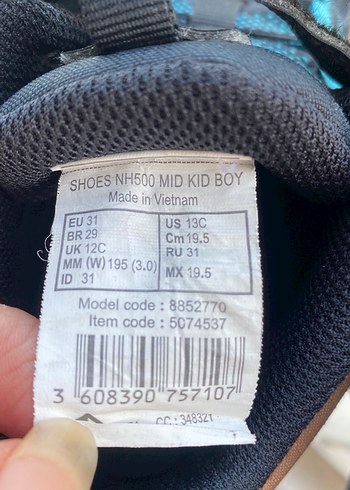 SHOES NH500 MID KID BOY
Made in Vietnam
EU 31 US 13C
BR 29 Cm 19.5
UK 12C RU 31
MM (W) 195 (3.0) MX 19.5
ID 31
Model code : 8852770
Item code : 5074537
3 608390 757107
CC: 348321